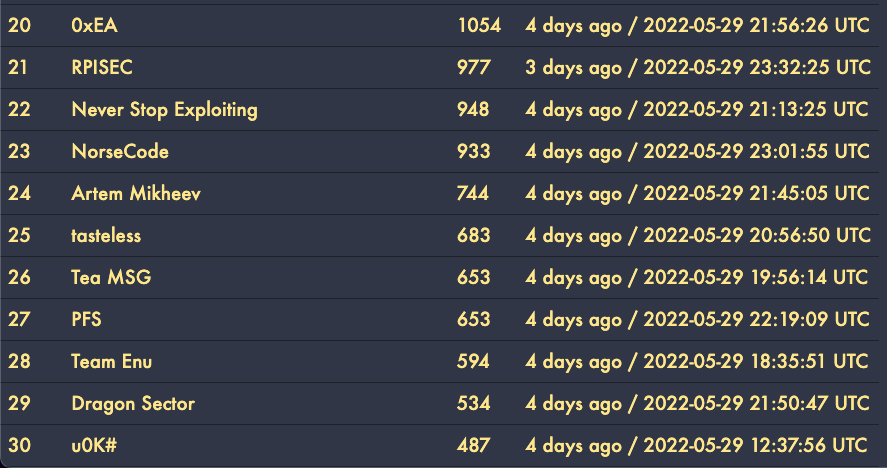 20 0xEA 1054 4 days ago / 2022-05-29 21:56:26 UTC
21 RPISEC 977 3 days ago / 2022-05-29 23:32:25 UTC
22 Never Stop Exploiting 948 4 days ago / 2022-05-29 21:13:25 UTC
23 NorseCode 933 4 days ago / 2022-05-29 23:01:55 UTC
24 Artem Mikheev 744 4 days ago / 2022-05-29 21:45:05 UTC
25 tasteless 683 4 days ago / 2022-05-29 20:56:50 UTC
26 Tea MSG 653 4 days ago / 2022-05-29 19:56:14 UTC
27 PFS 653 4 days ago / 2022-05-29 22:19:09 UTC
28 Team Enu 594 4 days ago / 2022-05-29 18:35:51 UTC
29 Dragon Sector 534 4 days ago / 2022-05-29 21:50:47 UTC
30 u0K# 487 4 days ago / 2022-05-29 12:37:56 UTC